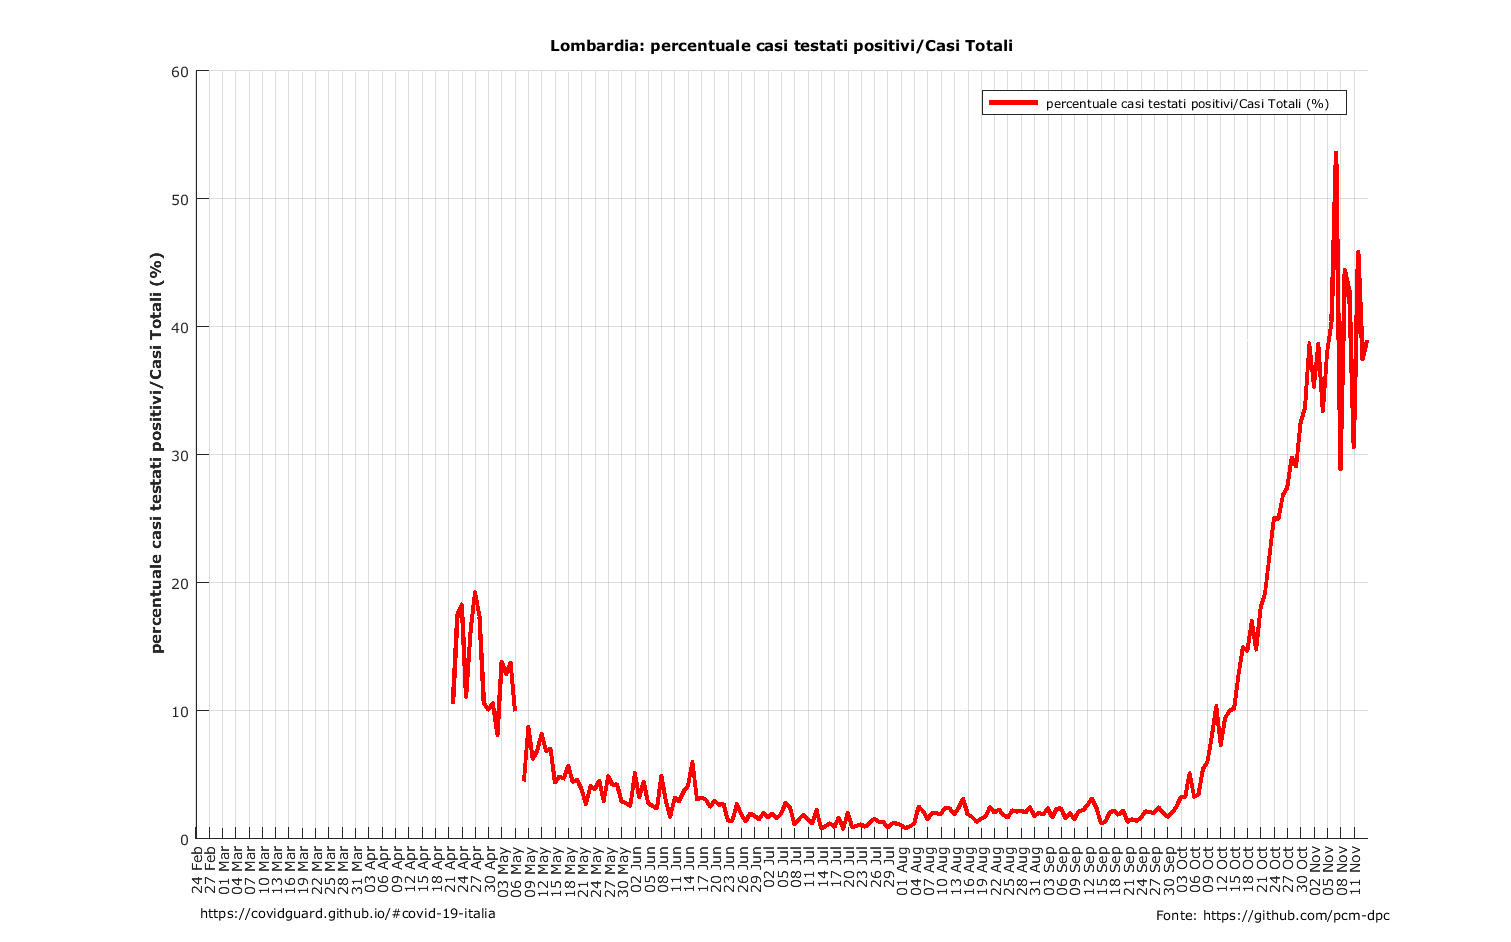 Lombardia: percentuale casi testati positivi/Casi Totali
percentuale casi testati positivi/Casi Totali (%)
percentuale casi testati positivi/Casi Totali (%)
60
50
40
30
20
10
0
24 Feb
27 Feb
01 Mar
04 Mar
07 Mar
10 Mar
13 Mar
16 Mar
19 Mar
22 Mar
25 Mar
28 Mar
31 Mar
03 Apr
06 Apr
09 Apr
12 Apr
15 Apr
18 Apr
21 Apr
24 Apr
27 Apr
30 Apr
03 May
06 May
09 May
12 May
15 May
18 May
21 May
24 May
27 May
30 May
02 Jun
05 Jun
08 Jun
11 Jun
14 Jun
17 Jun
20 Jun
23 Jun
26 Jun
29 Jun
02 Jul
05 Jul
08 Jul
11 Jul
14 Jul
17 Jul
20 Jul
23 Jul
26 Jul
29 Jul
01 Aug
04 Aug
07 Aug
10 Aug
13 Aug
16 Aug
19 Aug
22 Aug
25 Aug
28 Aug
31 Aug
03 Sep
06 Sep
09 Sep
12 Sep
15 Sep
18 Sep
21 Sep
24 Sep
27 Sep
30 Sep
03 Oct
06 Oct
09 Oct
12 Oct
15 Oct
18 Oct
21 Oct
24 Oct
27 Oct
30 Oct
02 Nov
05 Nov
08 Nov
11 Nov
https://covidguard.github.io/#covid-19-italia
Fonte: https://github.com/pcm-dpc